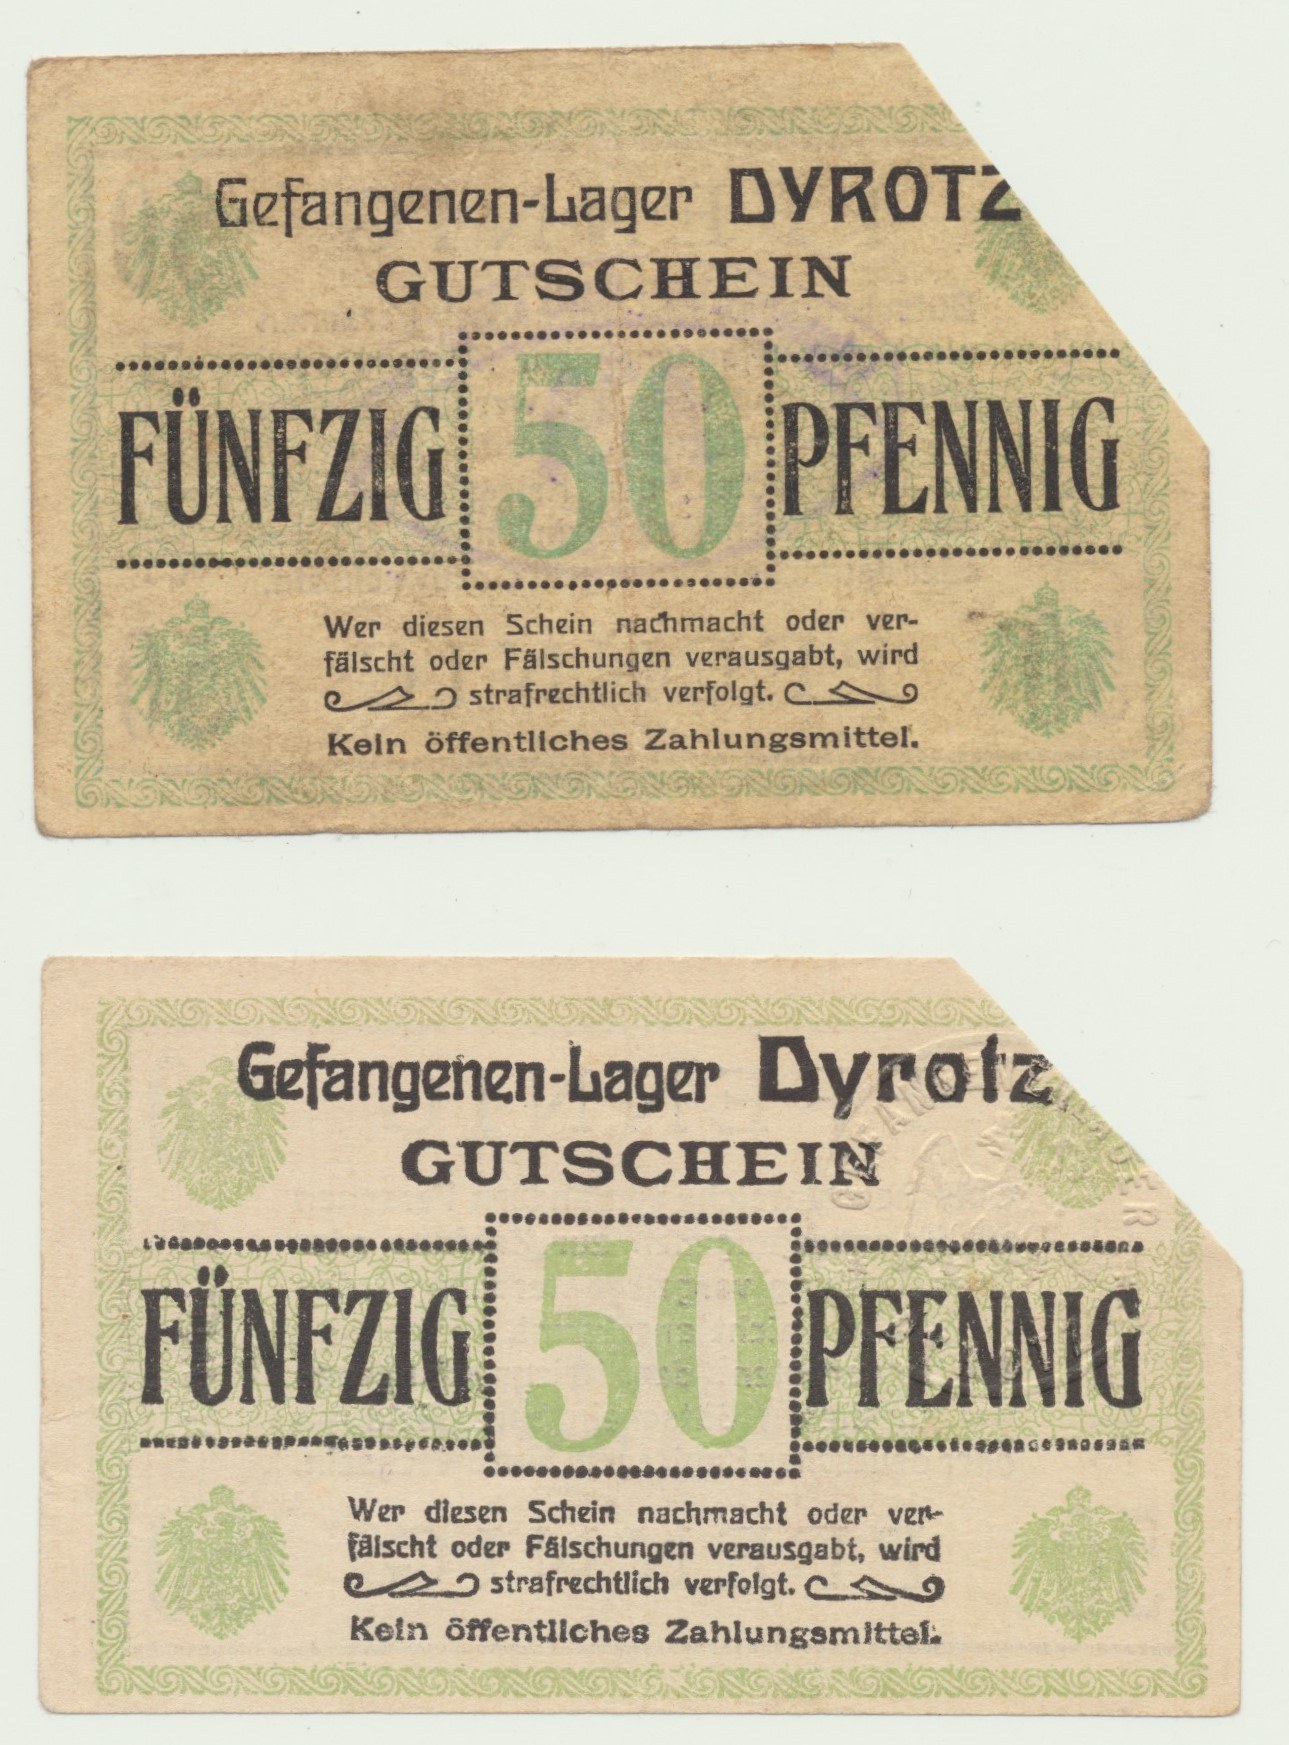 Gefangenen-Lager DYROTZ
GUTSCHEIN
FÜNFZIG 50 PFENNIG
Wer diesen Schein nachmacht oder ver-
fälscht oder Fälschungen verausgabt, wird
strafrechtlich verfolgt.
Kein öffentliches Zahlungsmittel.
Gefangenen-Lager Dyrotz
GUTSCHEIN
FÜNFZIG 50 PFENNIG
Wer diesen Schein nachmacht oder ver-
fälscht oder Fälschungen verausgabt, wird
strafrechtlich verfolgt.
Kein öffentliches Zahlungsmittel.